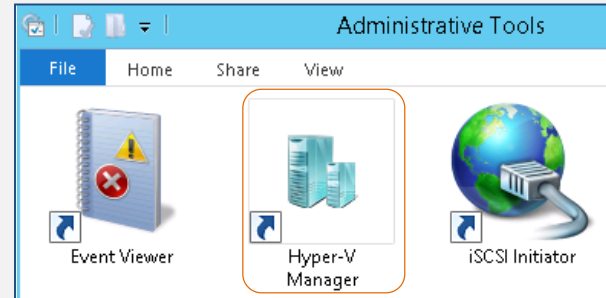 Administrative Tools
File Home Share View
Event Viewer
Hyper-V
Manager
iSCSI Initiator